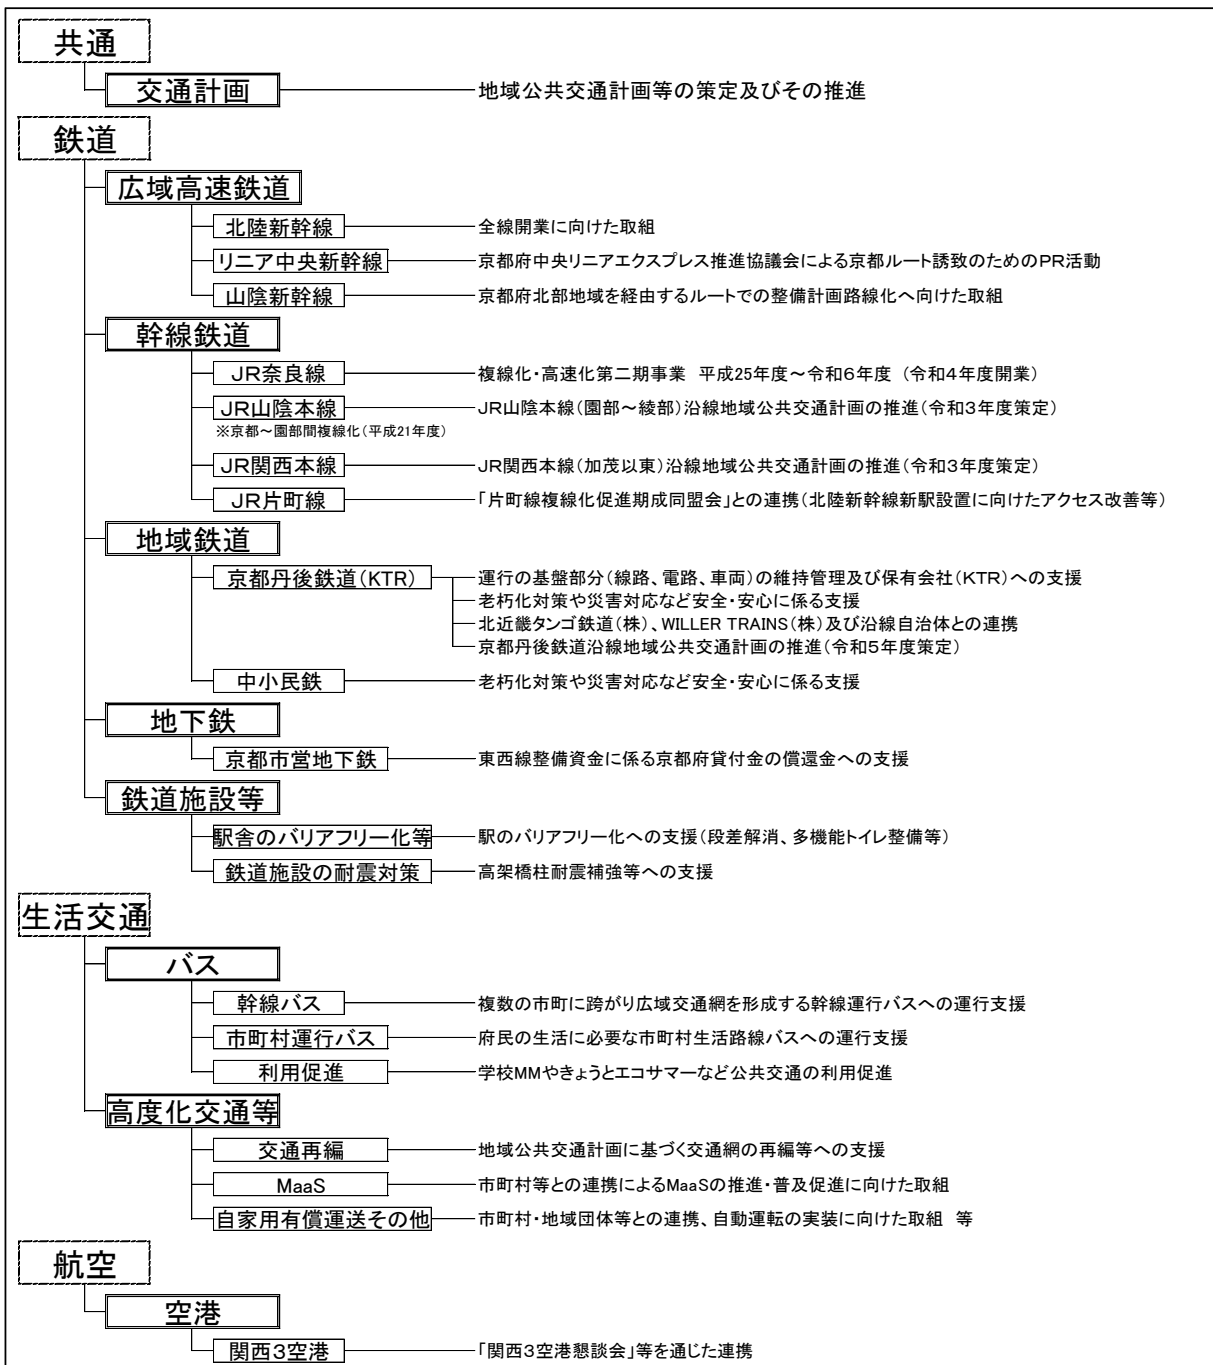 共通
交通計画
地域公共交通計画等の策定及びその推進
鉄道
広域高速鉄道
北陸新幹線
全線開業に向けた取組
リニア中央新幹線
京都府中央リニアエクスプレス推進協議会による京都ルート誘致のためのPR活動
山陰新幹線
京都府北部地域を経由するルートでの整備計画路線化へ向けた取組
幹線鉄道
JR奈良線
複線化・高速化第二期事業　平成25年度～令和6年度（令和4年度開業）
JR山陰本線
JR山陰本線（園部～綾部）沿線地域公共交通計画の推進（令和3年度策定）
※京都～園部間複線化（平成21年度）
JR関西本線
JR関西本線（加茂以東）沿線地域公共交通計画の推進（令和3年度策定）
JR片町線
「片町線複線化促進期成同盟会」との連携（北陸新幹線新駅設置に向けたアクセス改善等）
地域鉄道
京都丹後鉄道（KTR）
運行の基盤部分（線路、電路、車両）の維持管理及び保有会社（KTR）への支援
老朽化対策や災害対応など安全・安心に係る支援
北近畿タンゴ鉄道（株）、WILLER TRAINS（株）及び沿線自治体との連携
京都丹後鉄道沿線地域公共交通計画の推進（令和5年度策定）
中小民鉄
老朽化対策や災害対応など安全・安心に係る支援
地下鉄
京都市営地下鉄
東西線整備資金に係る京都府貸付金の償還金への支援
鉄道施設等
駅舎のバリアフリー化等
駅のバリアフリー化への支援（段差解消、多機能トイレ整備等）
鉄道施設の耐震対策
高架橋柱耐震補強等への支援
生活交通
バス
幹線バス
複数の市町に跨がり広域交通網を形成する幹線運行バスへの運行支援
市町村運行バス
府民の生活に必要な市町村生活路線バスへの運行支援
利用促進
学校MMやきょうとエコサマーなど公共交通の利用促進
高度化交通等
交通再編
地域公共交通計画に基づく交通網の再編等への支援
MaaS
市町村等との連携によるMaaSの推進・普及促進に向けた取組
自家用有償運送その他
市町村・地域団体等との連携、自動運転の実装に向けた取組　等
航空
空港
関西3空港
「関西3空港懇談会」等を通じた連携